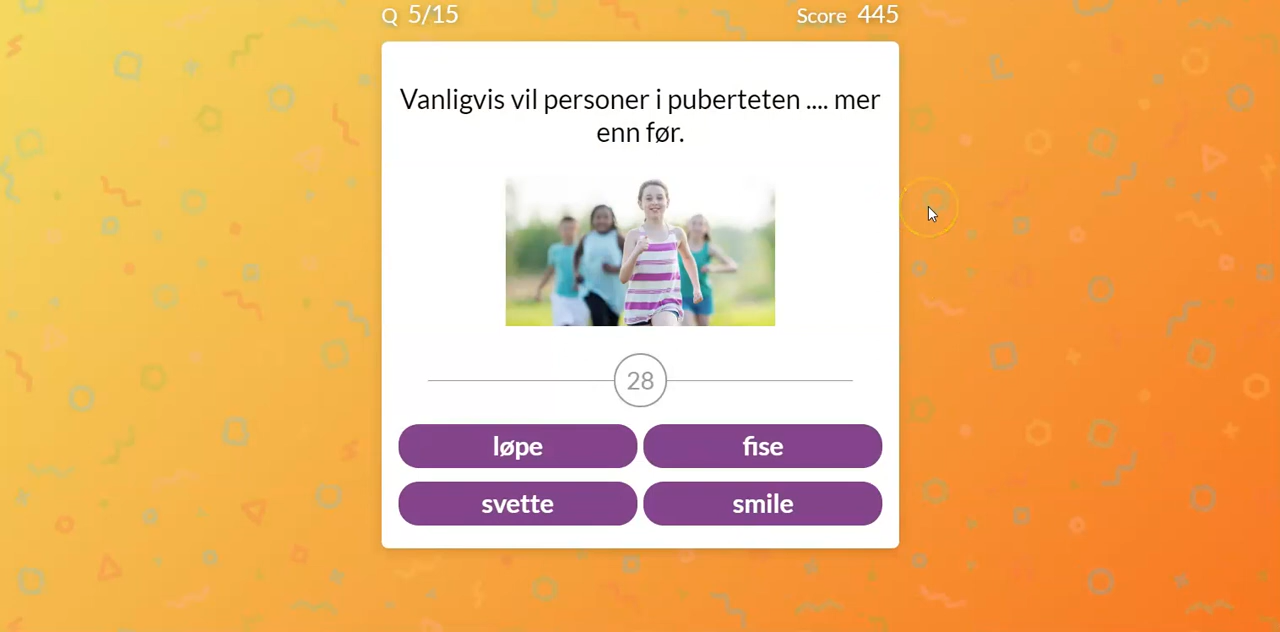 Q 5/15
Score 445
Vanligvis vil personer i puberteten .... mer
enn før.
28
løpe
fise
svette
smile